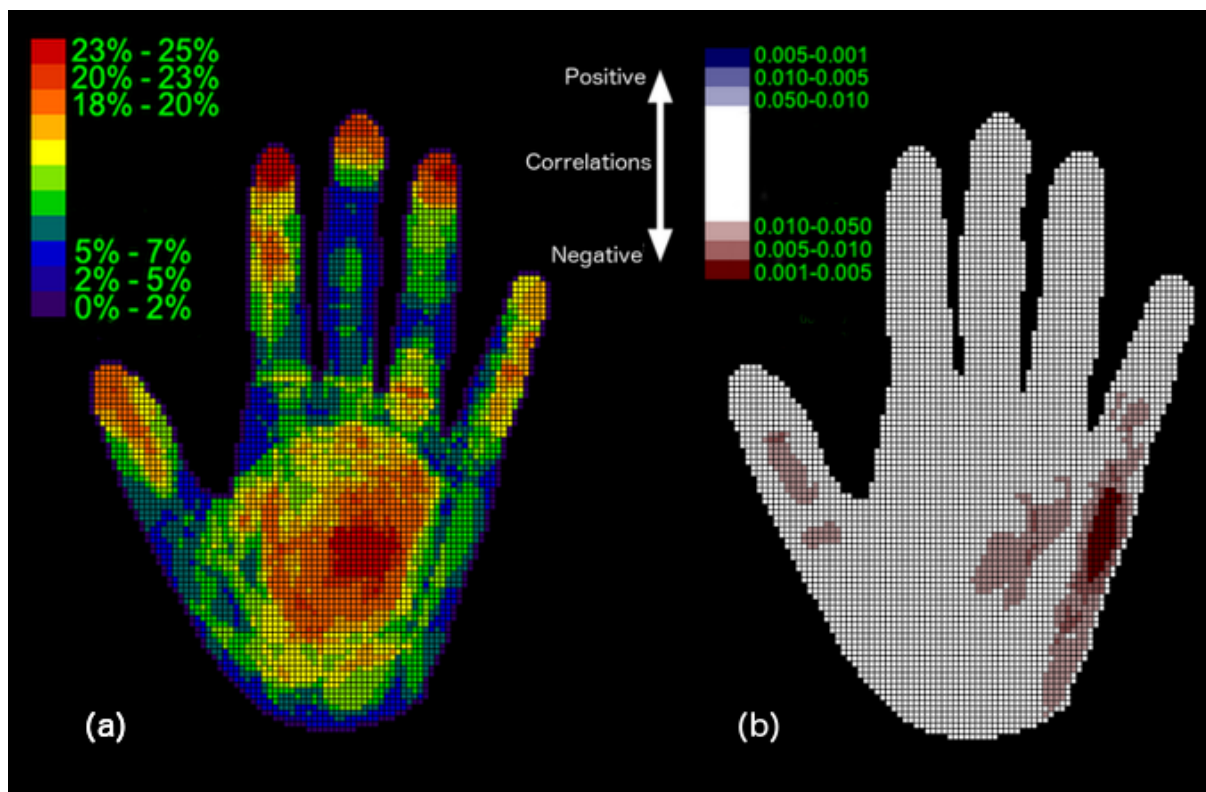 23% - 25%
20% - 23%
18% - 20%
5% - 7%
2% - 5%
0% - 2%
(a)
Positive
Correlations
Negative
0.005-0.001
0.010-0.005
0.050-0.010
0.010-0.050
0.005-0.010
0.001-0.005
(b)